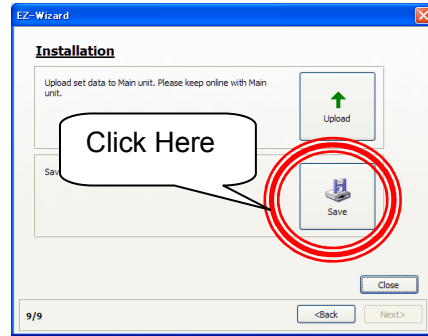 EZ-Wizard
Installation
Upload set data to Main unit. Please keep online with Main
unit.
Upload
Click Here
Save
Close
9/9
<Back
Next>